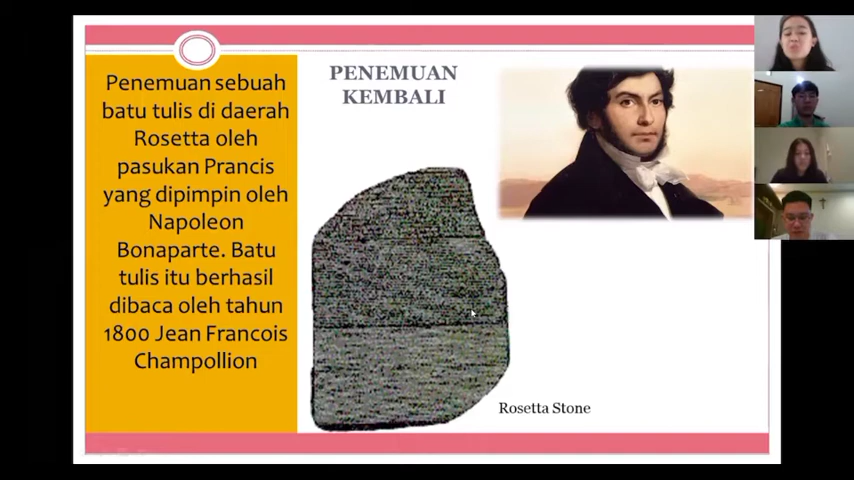 Penemuan sebuah
batu tulis di daerah
Rosetta oleh
pasukan Prancis
yang dipimpin oleh
Napoleon
Bonaparte. Batu
tulis itu berhasil
dibaca oleh tahun
1800 Jean Francois
Champollion
PENEMUAN
KEMBALI
Rosetta Stone